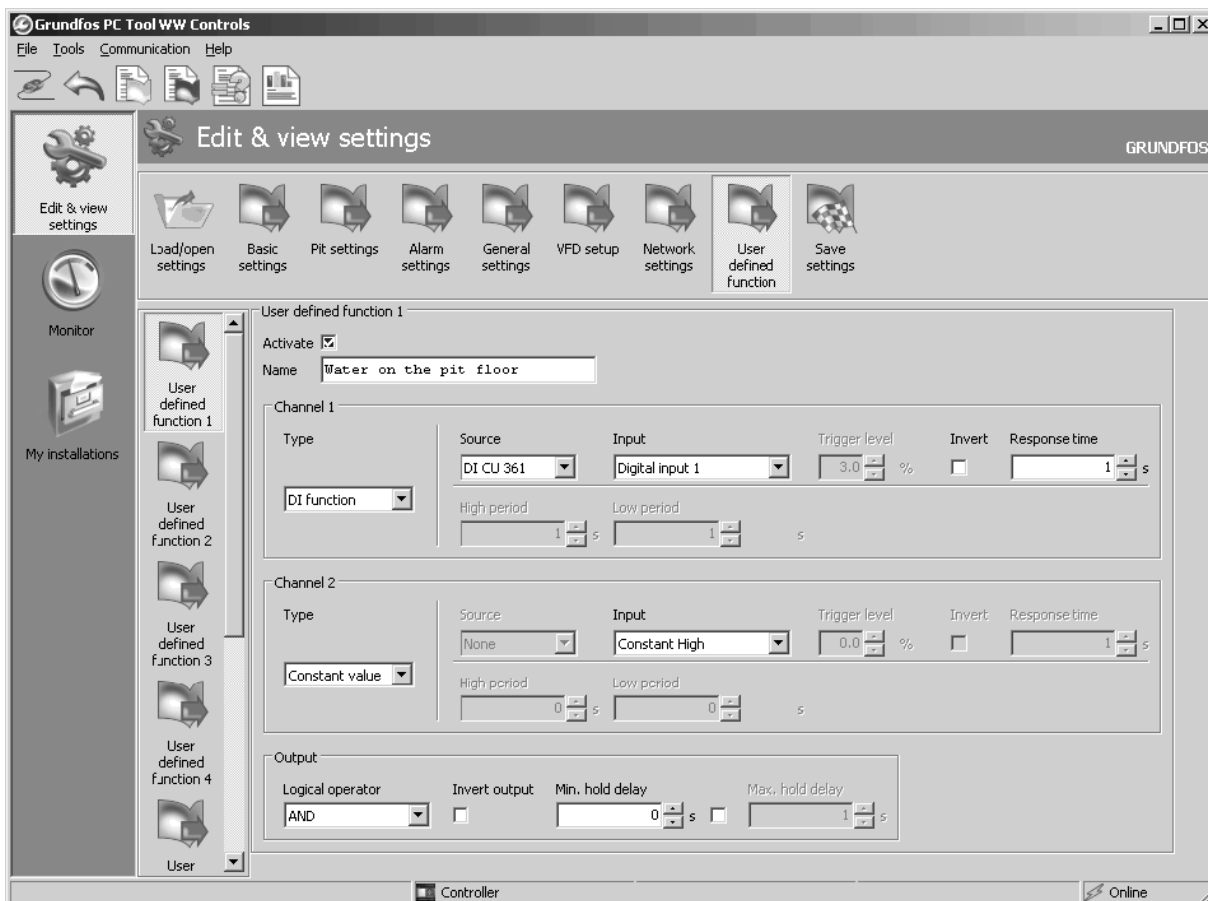 Grundfos PC Tool WW Controls
File Tools Communication Help
Edit & view settings
GRUNDFOS
Edit & view settings
Monitor
My installations
Load/open settings
Basic settings
Pit settings
Alarm settings
General settings
VFD setup
Network settings
User defined function
Save settings
User defined function 1
User defined function 2
User defined function 3
User defined function 4
User
User defined function 1
Activate
Name Water on the pit floor
Channel 1
Type Source Input Trigger level Invert Response time
DI function DI CU 361 Digital input 1 3.0 % 1 s
High period Low period
1 s 1 s
Channel 2
Type Source Input Trigger level Invert Response time
Constant value None Constant High 0.0 % 1 s
High period Low period
0 s 0 s
Output
Logical operator Invert output Min. hold delay Max. hold delay
AND 0 s 1 s
Controller
Online